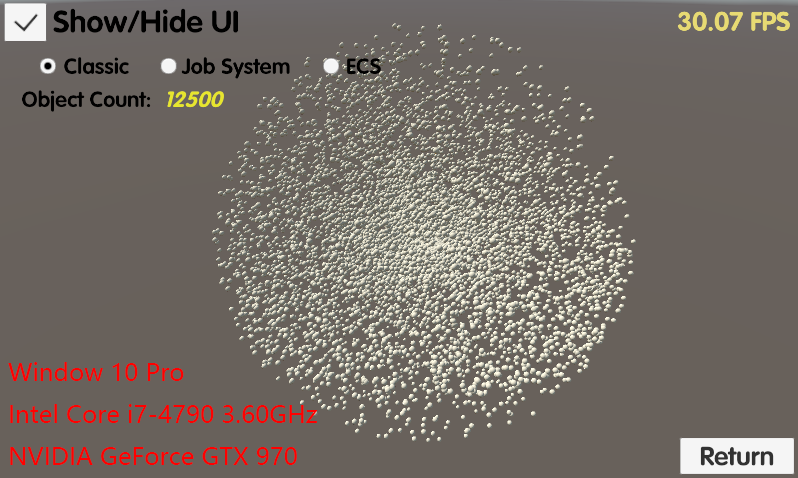 Show/Hide UI
30.07 FPS
Classic Job System ECS
Object Count: 12500
Window 10 Pro
Intel Core i7-4790 3.60GHz
NVIDIA GeForce GTX 970
Return